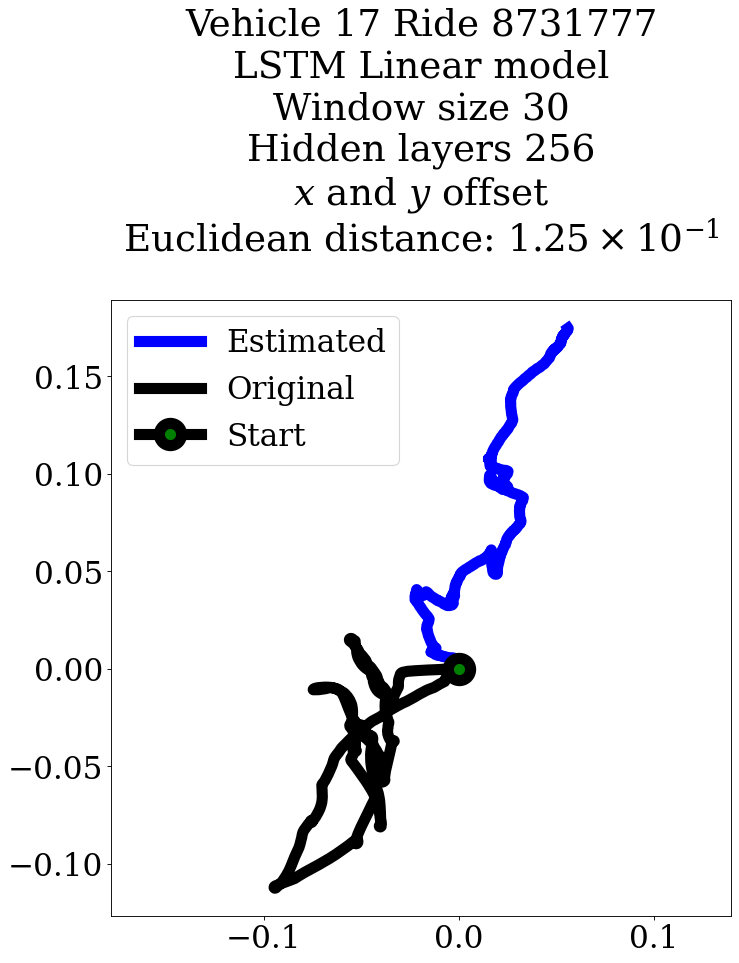 Vehicle 17 Ride 8731777
LSTM Linear model
Window size 30
Hidden layers 256
x and y offset
Euclidean distance: 1.25 × 10⁻¹
Estimated
Original
Start
0.15
0.10
0.05
0.00
−0.05
−0.10
−0.1
0.0
0.1